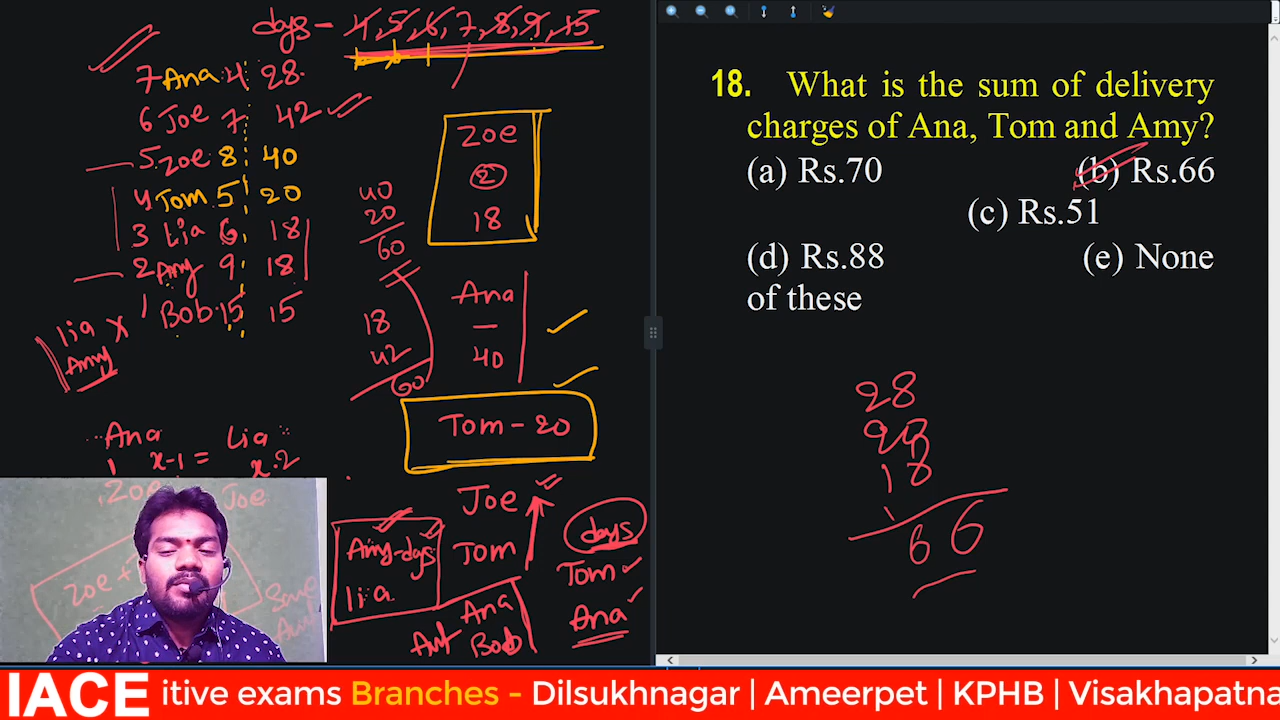 days - 4, 5, 6, 7, 8, 9, 15
7 Ana 4 28
6 Joe 7 42
5 Zoe 8 40
4 Tom 5 20
3 Lia 6 18
2 Amy 9 18
1 Bob 15 15
Lia x
Amy
Zoe
2
18
40
20
60
18
42
60
Ana
40
Tom - 20
Ana Lia
1 x-1 = x.2
Zoe Joe
Zoe +
Joe
Tom
Amy-days
Lia
Ana
Bob
days
Tom
Ana
18. What is the sum of delivery
charges of Ana, Tom and Amy?
(a) Rs.70 (b) Rs.66
(c) Rs.51
(d) Rs.88 (e) None
of these
28
20
18
66
IACE itive exams Branches - Dilsukhnagar | Ameerpet | KPHB | Visakhapatna